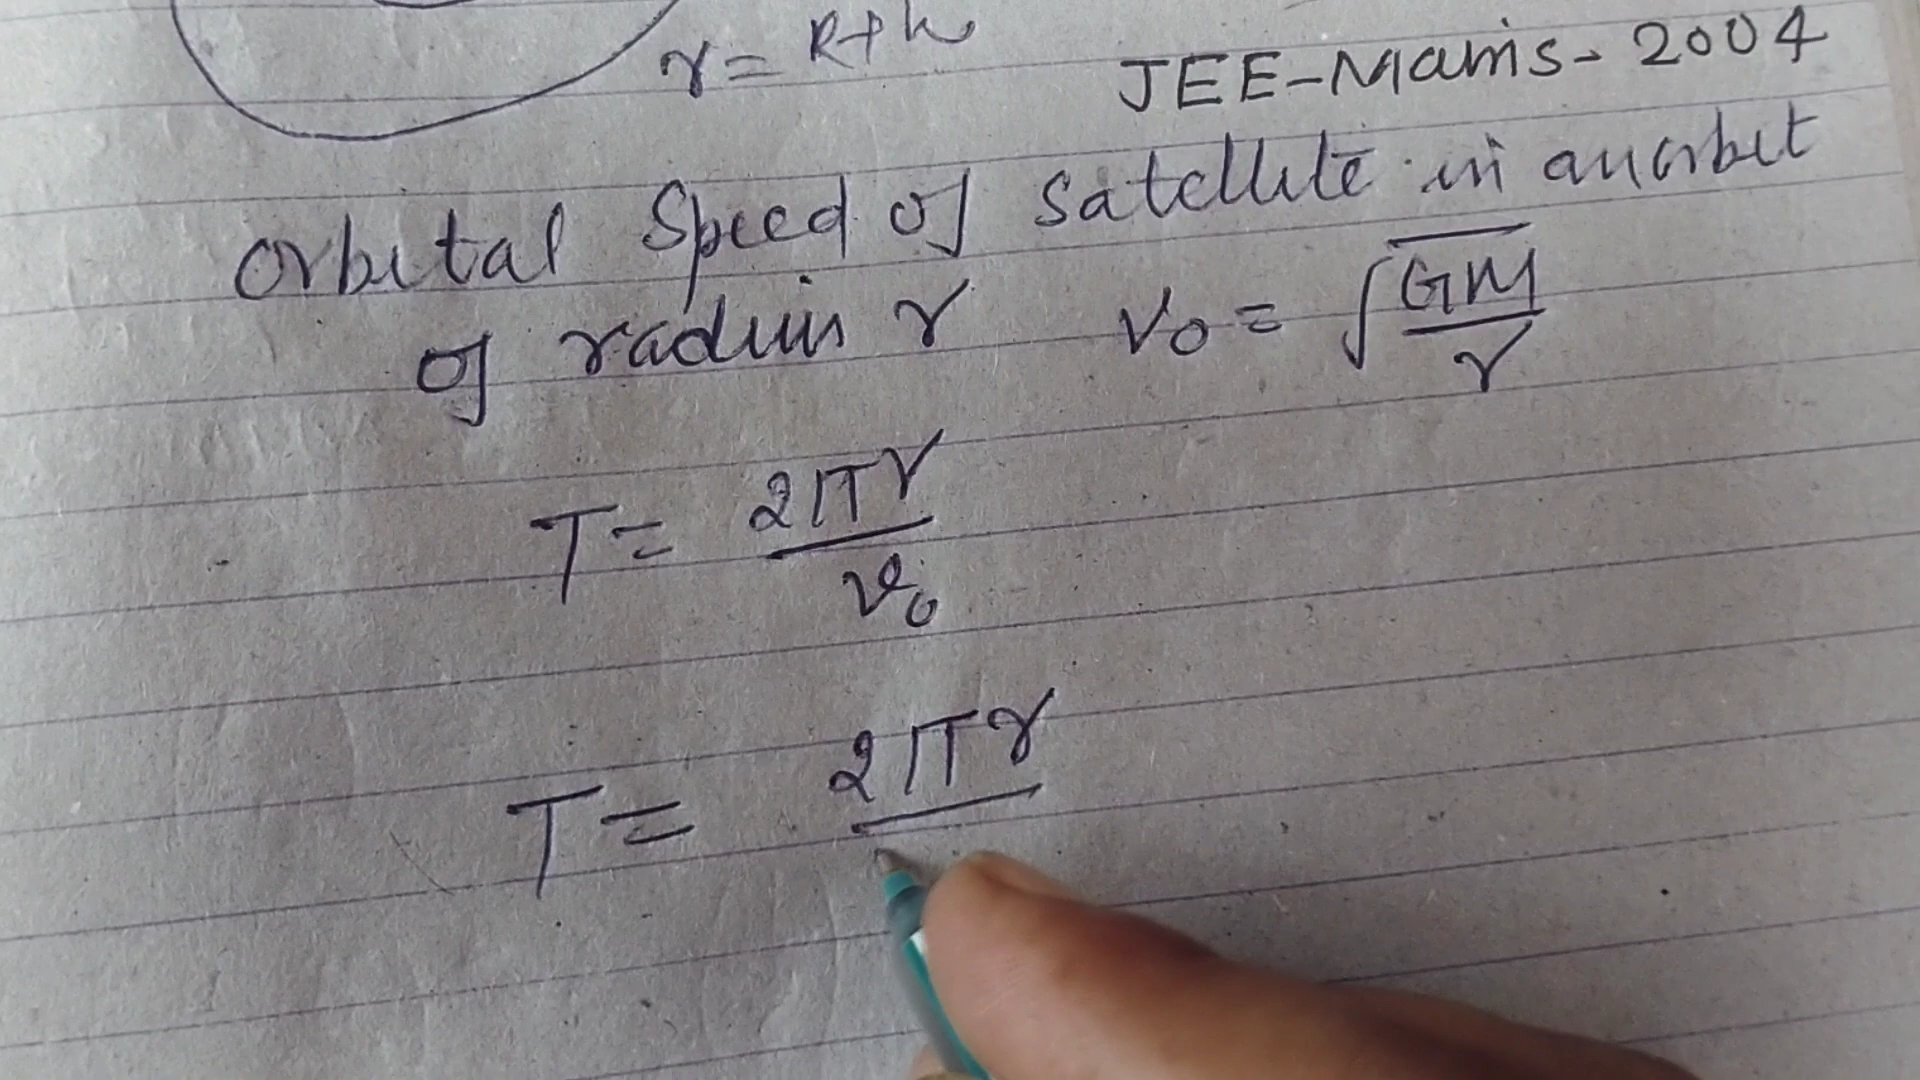 r = R+h
JEE-Mains-2004
Orbital Speed of satellite in an orbit
of radius r V₀ = √(GM/r)
T = 2πr/v₀
T = 2πr